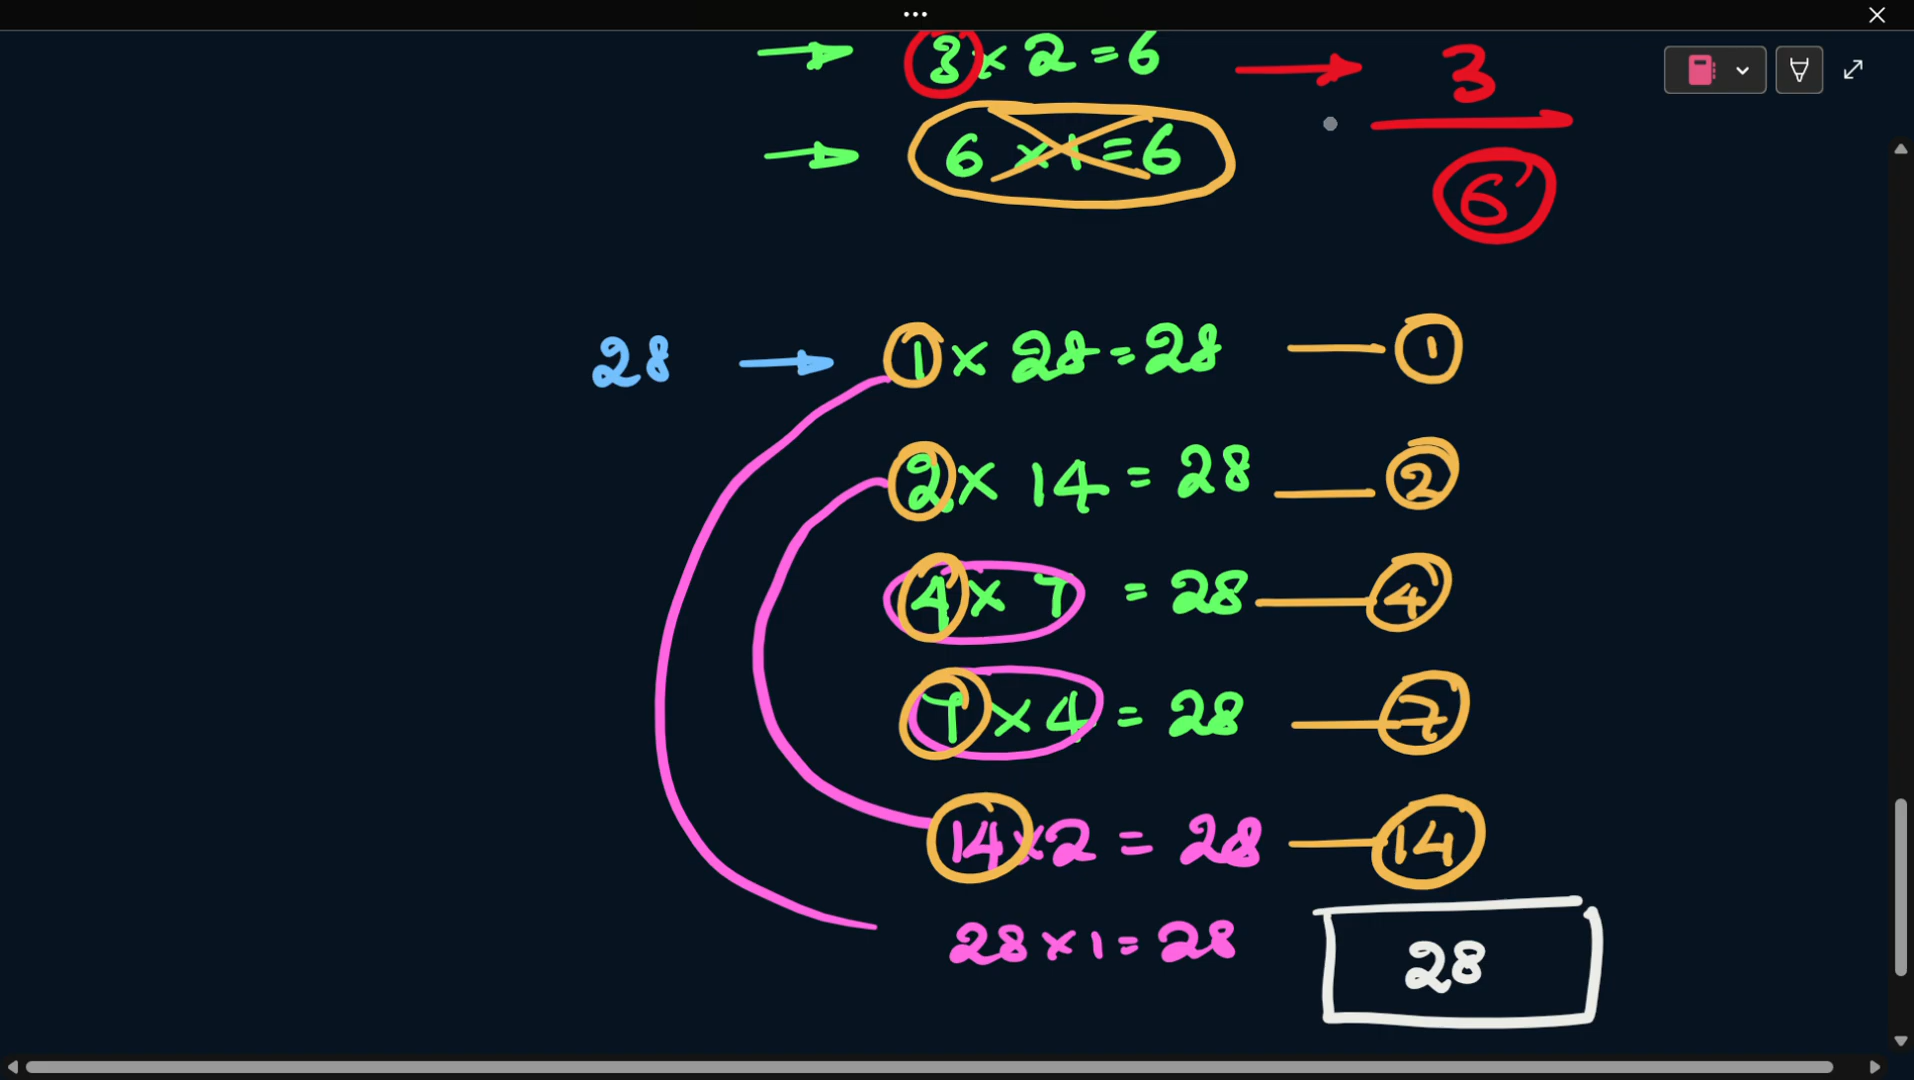 3 x 2 = 6 3
6 x 1 = 6 6
28 1 x 28 = 28 1
2 x 14 = 28 2
4 x 7 = 28 4
7 x 4 = 28 7
14 x 2 = 28 14
28 x 1 = 28 28